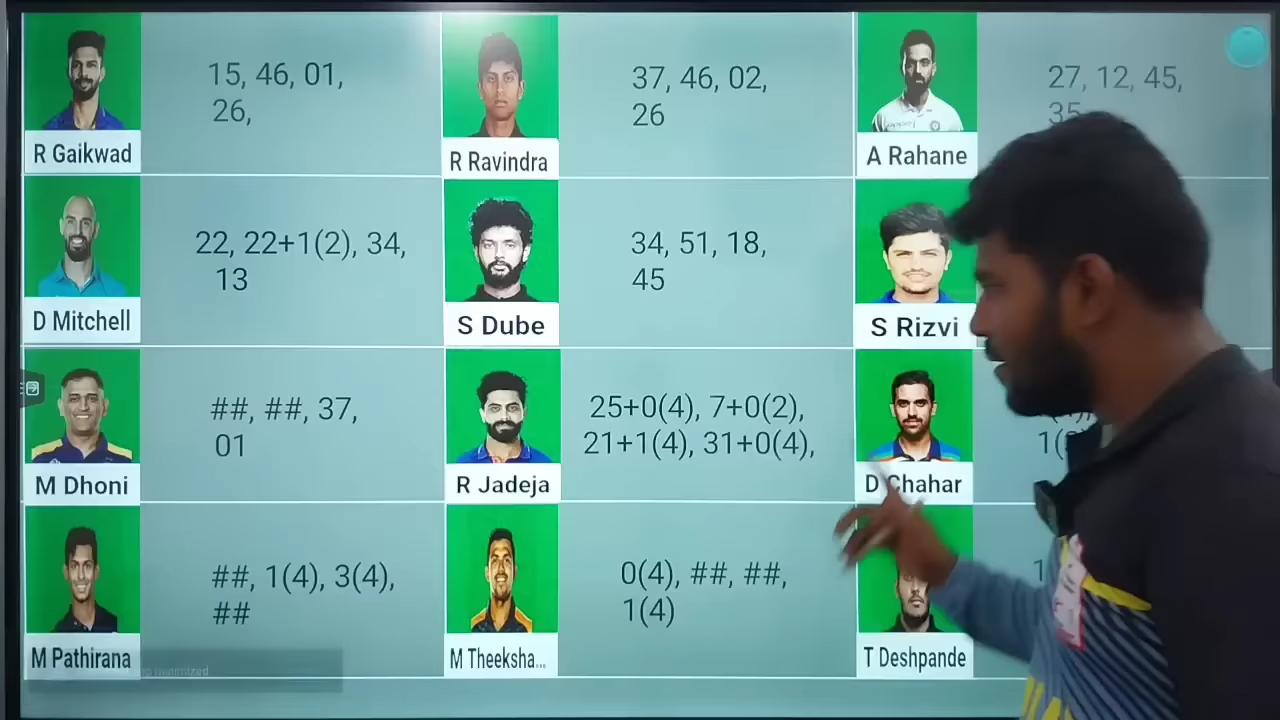 15, 46, 01,
26,
R Gaikwad
37, 46, 02,
26
R Ravindra
27, 12, 45,
35
A Rahane
22, 22+1(2), 34,
13
D Mitchell
34, 51, 18,
45
S Dube
S Rizvi
##, ##, 37,
01
M Dhoni
25+0(4), 7+0(2),
21+1(4), 31+0(4),
R Jadeja
D Chahar
##, 1(4), 3(4),
##
M Pathirana
0(4), ##, ##,
1(4)
M Theeksha...
T Deshpande